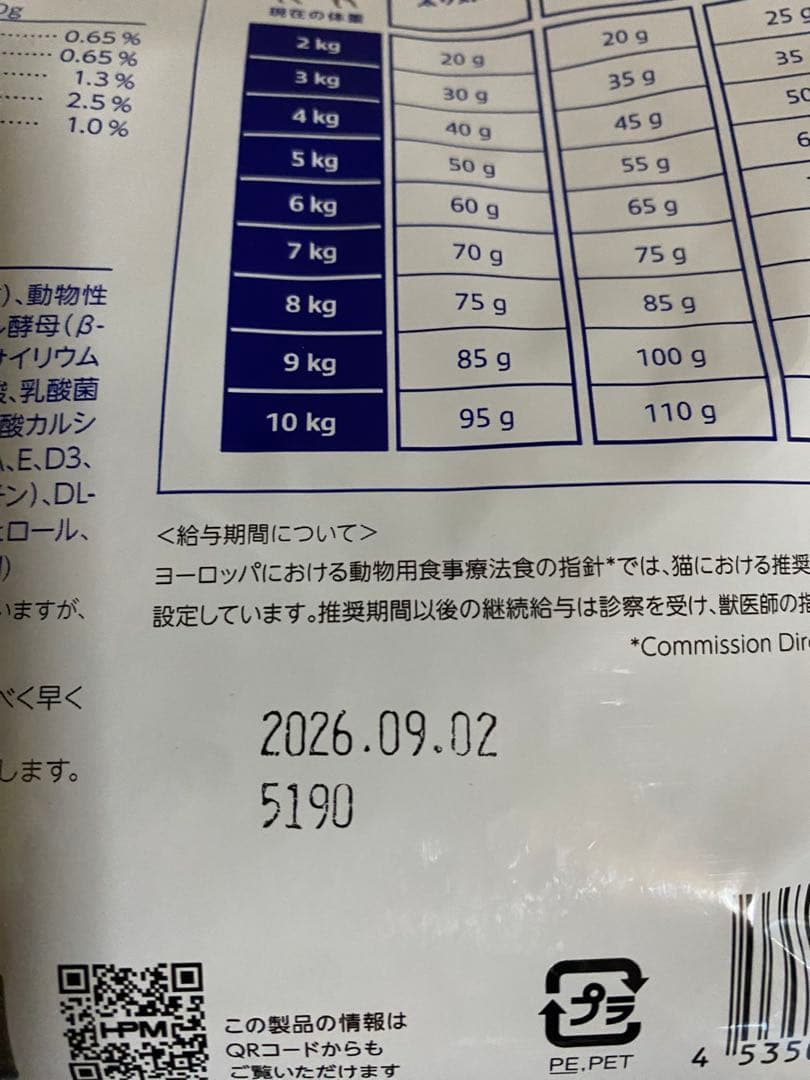 0g
0.65 %
0.65 %
1.3 %
2.5 %
1.0 %
現在の体重
2 kg 20 g 20 g 25 g
3 kg 30 g 35 g 35
4 kg 40 g 45 g 50
5 kg 50 g 55 g 6
6 kg 60 g 65 g
7 kg 70 g 75 g
8 kg 75 g 85 g
9 kg 85 g 100 g
10 kg 95 g 110 g
)、動物性
酵母(β-
サイリウム
酸、乳酸菌
酸カルシ
A、E、D3、
チン)、DL-
ェロール、
)
いますが、
べく早く
します。
<給与期間について>
ヨーロッパにおける動物用食事療法食の指針*では、猫における推奨
設定しています。推奨期間以後の継続給与は診察を受け、獣医師の指
*Commission Dire
2026.09.02
5190
HPM
この製品の情報は
QRコードからも
ご覧いただけます
プラ
PE,PET
4 535